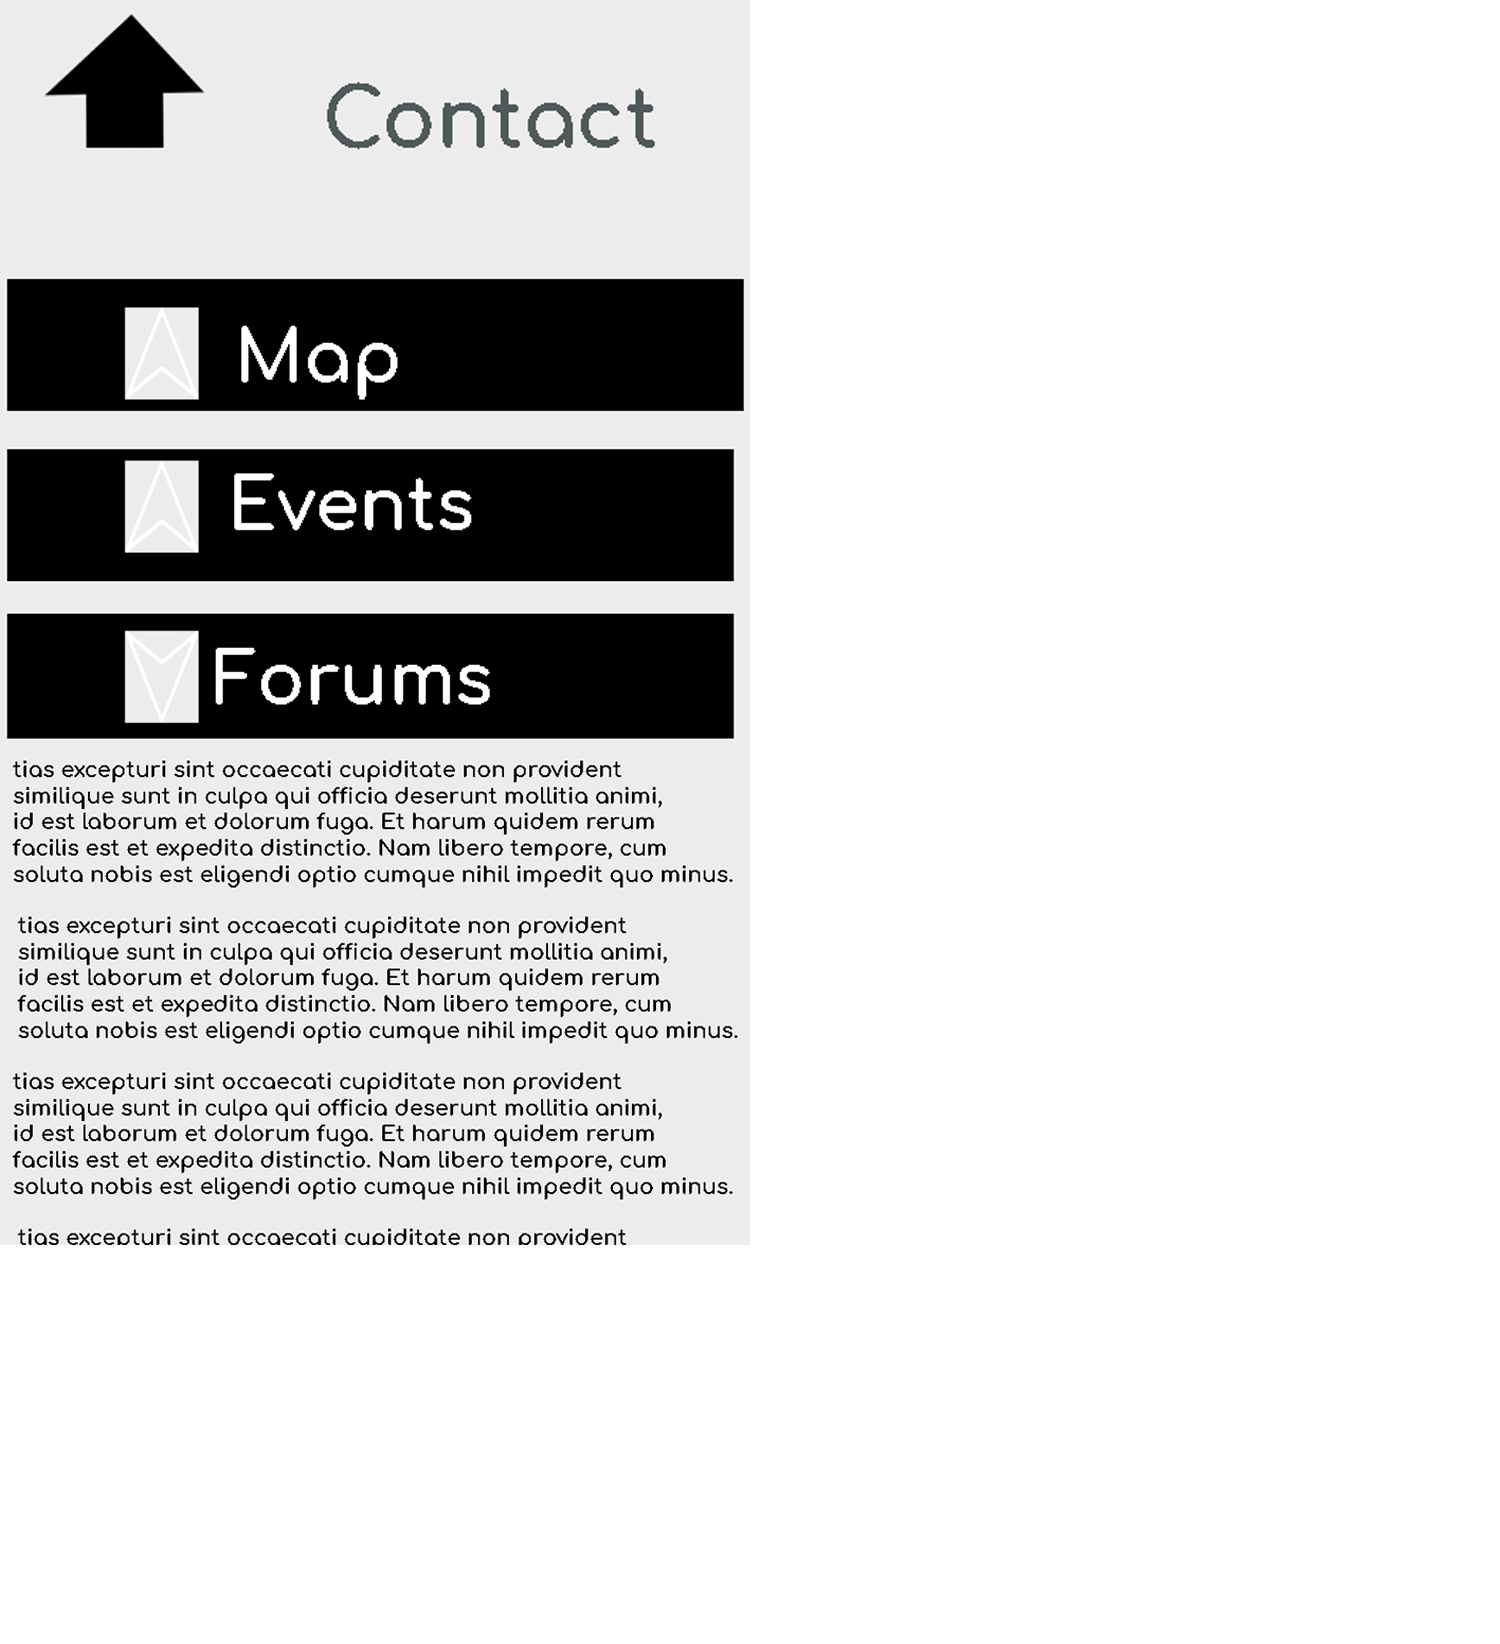 Contact
Map
Events
Forums
tias excepturi sint occaecati cupiditate non provident
similique sunt in culpa qui officia deserunt mollitia animi,
id est laborum et dolorum fuga. Et harum quidem rerum
facilis est et expedita distinctio. Nam libero tempore, cum
soluta nobis est eligendi optio cumque nihil impedit quo minus.
tias excepturi sint occaecati cupiditate non provident
similique sunt in culpa qui officia deserunt mollitia animi,
id est laborum et dolorum fuga. Et harum quidem rerum
facilis est et expedita distinctio. Nam libero tempore, cum
soluta nobis est eligendi optio cumque nihil impedit quo minus.
tias excepturi sint occaecati cupiditate non provident
similique sunt in culpa qui officia deserunt mollitia animi,
id est laborum et dolorum fuga. Et harum quidem rerum
facilis est et expedita distinctio. Nam libero tempore, cum
soluta nobis est eligendi optio cumque nihil impedit quo minus.
tias excepturi sint occaecati cupiditate non provident